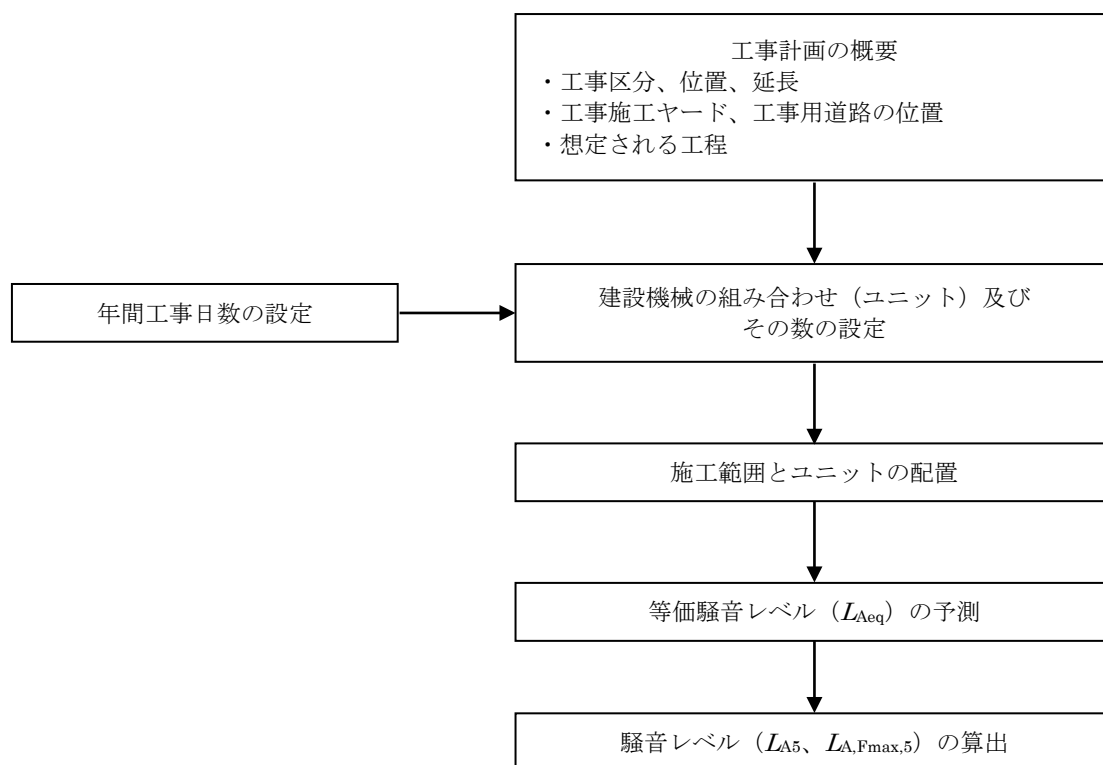 工事計画の概要
・工事区分、位置、延長
・工事施工ヤード、工事用道路の位置
・想定される工程
年間工事日数の設定
建設機械の組み合わせ（ユニット）及び
その数の設定
施工範囲とユニットの配置
等価騒音レベル（LAeq）の予測
騒音レベル（LA5、LA,Fmax,5）の算出